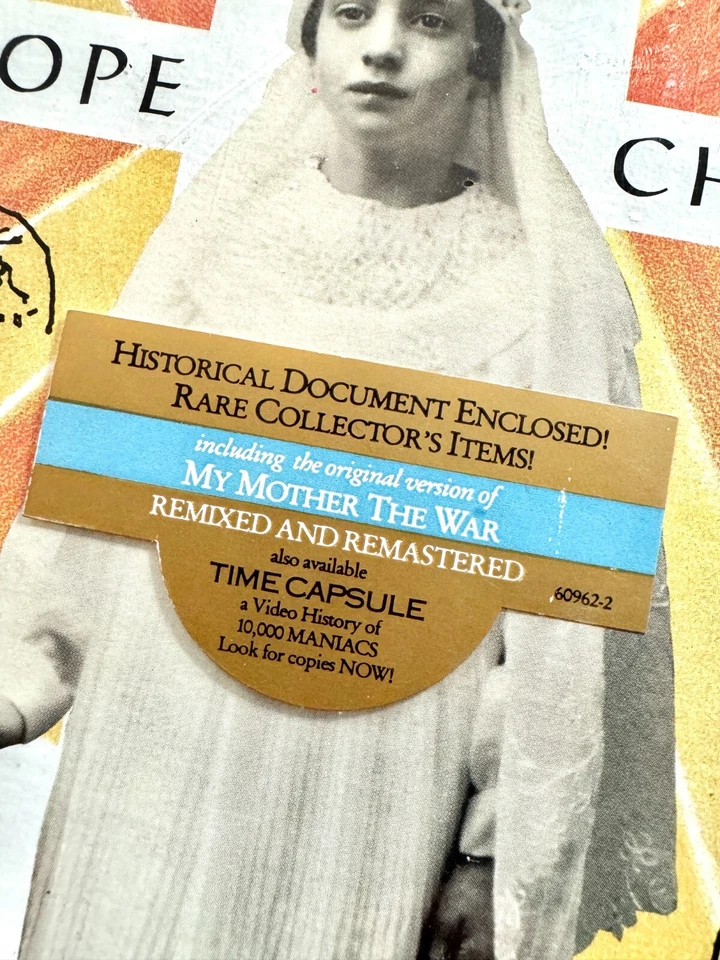 OPE
CH
HISTORICAL DOCUMENT ENCLOSED!
RARE COLLECTOR'S ITEMS!
including the original version of
MY MOTHER THE WAR
REMIXED AND REMASTERED
also available
TIME CAPSULE
a Video History of
10,000 MANIACS
Look for copies NOW!
60962-2